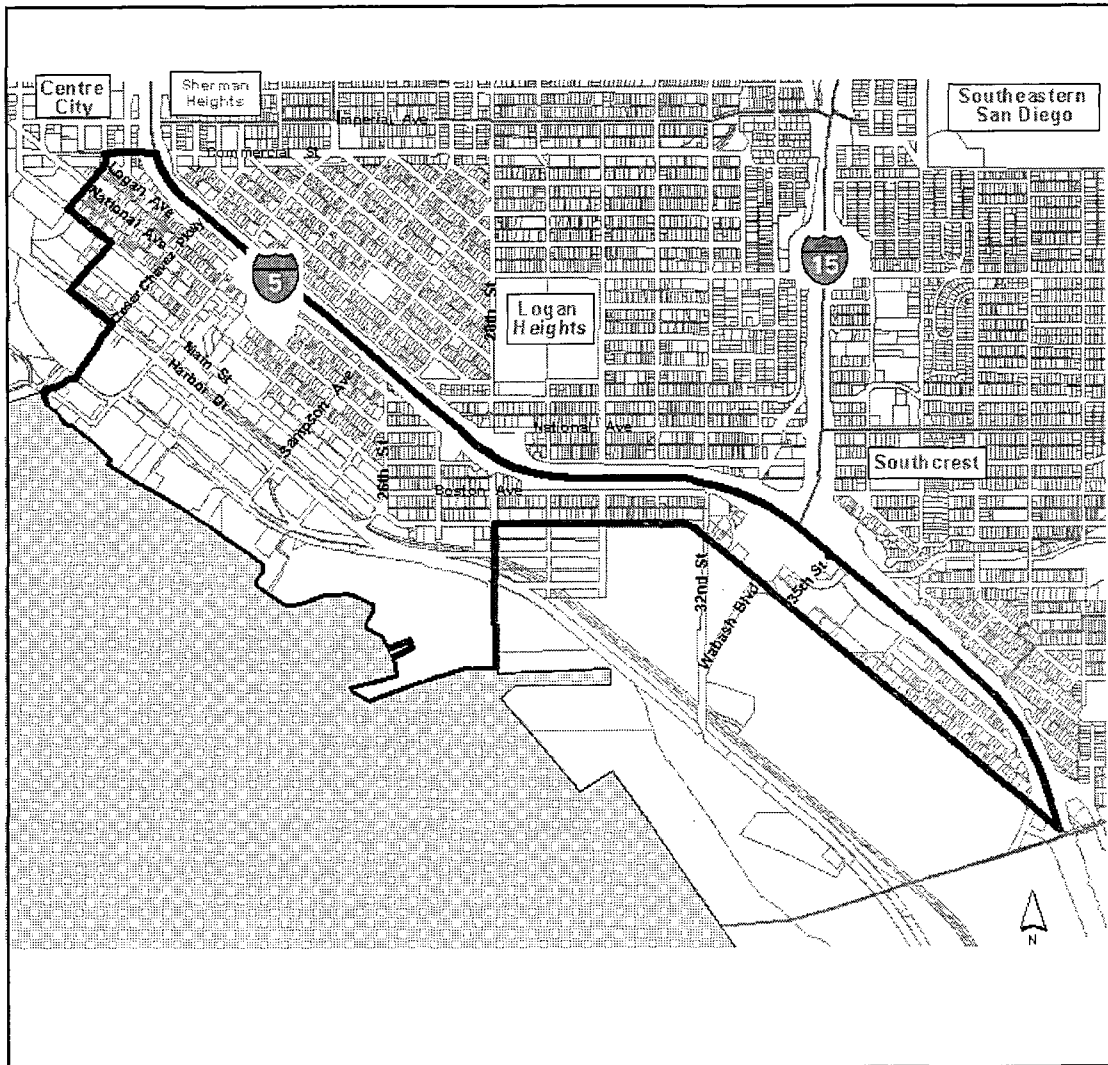 Centre
City
Sherman
Heights
Southeastern
San Diego
Imperial Ave
Commercial St
Logan Ave
National Ave
Cesar Chavez Pkwy
5
15
28th St
Logan
Heights
Main St
Harbor Dr
Sampson Ave
National Ave
26th St
Boston Ave
Southcrest
32nd St
Wabash Blvd
35th St
N